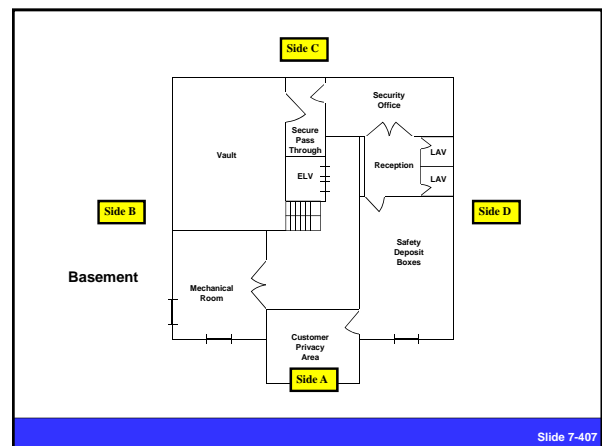 Side C
Security
Office
Secure
Pass
Through
Vault
LAV
Reception
LAV
ELV
Side B
Side D
Safety
Deposit
Boxes
Basement
Mechanical
Room
Customer
Privacy
Area
Side A
Slide 7-407